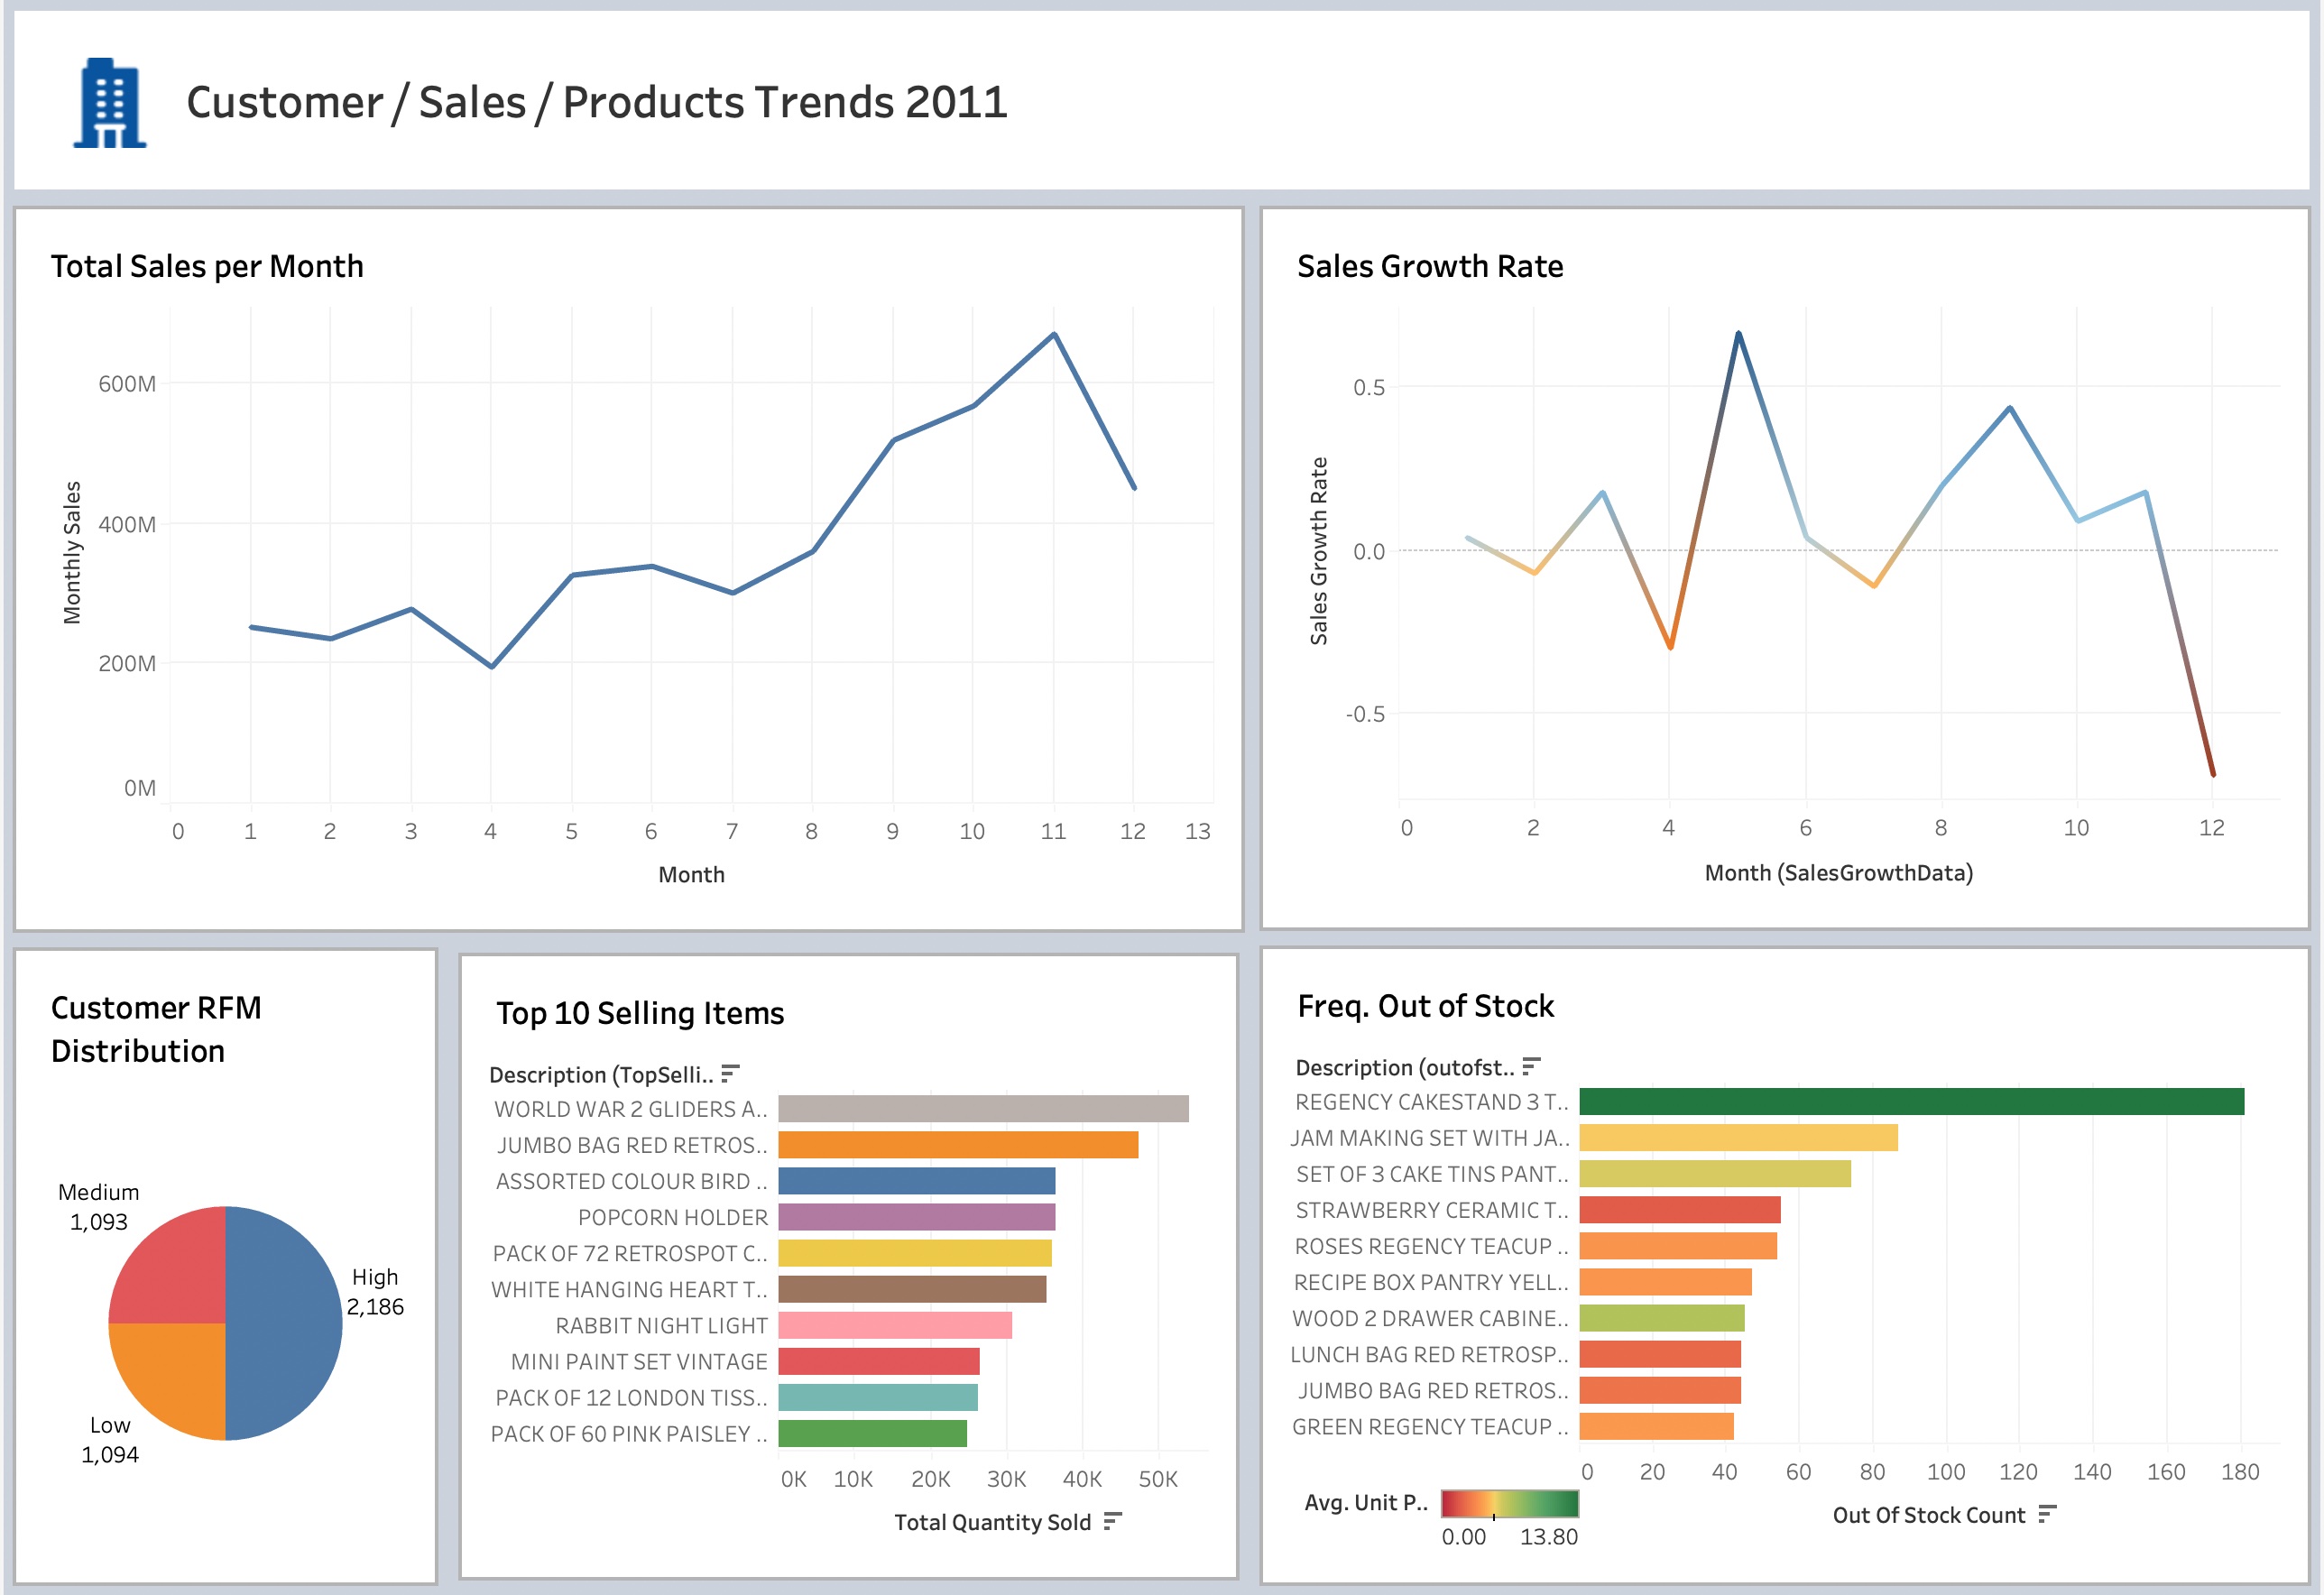 Customer / Sales / Products Trends 2011
Total Sales per Month
Monthly Sales
600M
400M
200M
0M
0 1 2 3 4 5 6 7 8 9 10 11 12 13
Month
Sales Growth Rate
Sales Growth Rate
0.5
0.0
-0.5
0 2 4 6 8 10 12
Month (SalesGrowthData)
Customer RFM
Distribution
Medium
1,093
High
2,186
Low
1,094
Top 10 Selling Items
Description (TopSelli..
WORLD WAR 2 GLIDERS A..
JUMBO BAG RED RETROS..
ASSORTED COLOUR BIRD ..
POPCORN HOLDER
PACK OF 72 RETROSPOT C..
WHITE HANGING HEART T..
RABBIT NIGHT LIGHT
MINI PAINT SET VINTAGE
PACK OF 12 LONDON TISS..
PACK OF 60 PINK PAISLEY ..
0K 10K 20K 30K 40K 50K
Total Quantity Sold
Freq. Out of Stock
Description (outofst..
REGENCY CAKESTAND 3 T..
JAM MAKING SET WITH JA..
SET OF 3 CAKE TINS PANT..
STRAWBERRY CERAMIC T..
ROSES REGENCY TEACUP ..
RECIPE BOX PANTRY YELL..
WOOD 2 DRAWER CABINE..
LUNCH BAG RED RETROSP..
JUMBO BAG RED RETROS..
GREEN REGENCY TEACUP ..
0 20 40 60 80 100 120 140 160 180
Out Of Stock Count
Avg. Unit P..
0.00 13.80